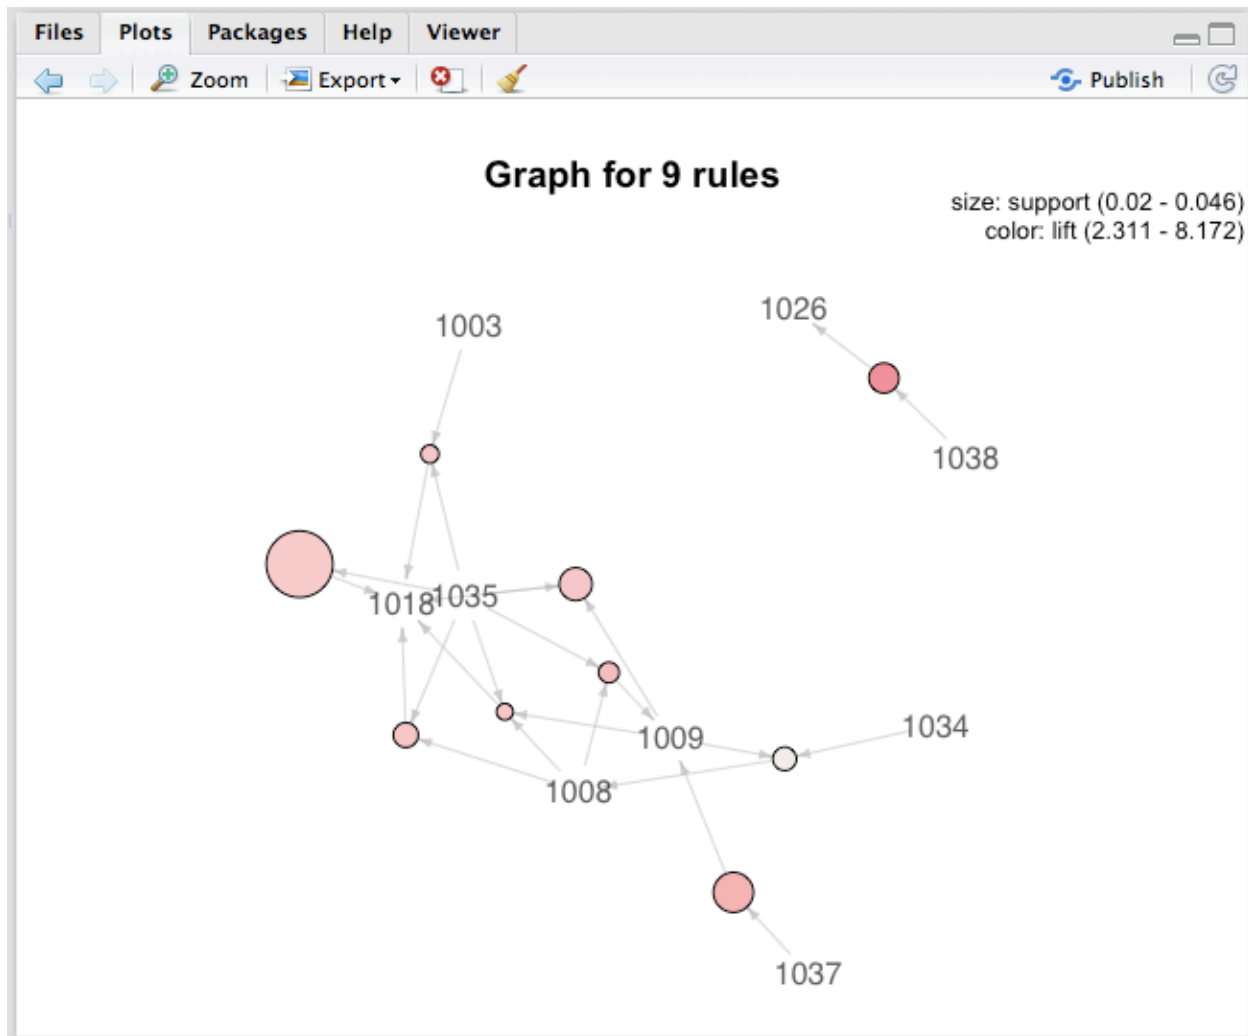 Files Plots Packages Help Viewer
Zoom Export Publish
Graph for 9 rules
size: support (0.02 - 0.046)
color: lift (2.311 - 8.172)
1026
1003
1038
1018 1035
1034
1009
1008
1037